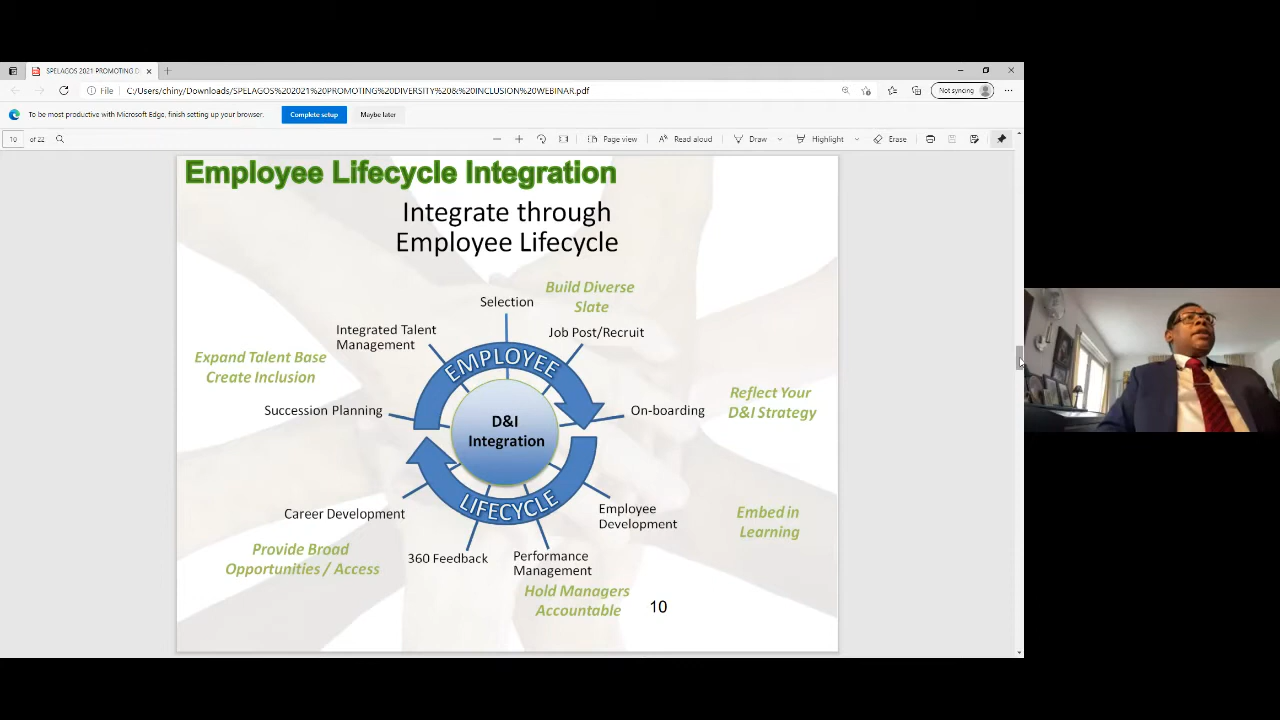 SPELAGOS 2021 PROMOTING D
File
C:/Users/chiny/Downloads/SPELAGOS%202021%20PROMOTING%20DIVERSITY%20&%20INCLUSION%20WEBINAR.pdf
Not syncing
To be most productive with Microsoft Edge, finish setting up your browser.
Complete setup
Maybe later
10 of 22
Page view
Read aloud
Draw
Highlight
Erase
Employee Lifecycle Integration
Integrate through
Employee Lifecycle
Selection
Build Diverse
Slate
Job Post/Recruit
Integrated Talent
Management
Expand Talent Base
Create Inclusion
EMPLOYEE
Succession Planning
D&I
Integration
On-boarding
Reflect Your
D&I Strategy
LIFECYCLE
Career Development
Employee
Development
Embed in
Learning
Provide Broad
Opportunities / Access
360 Feedback
Performance
Management
Hold Managers
Accountable
10